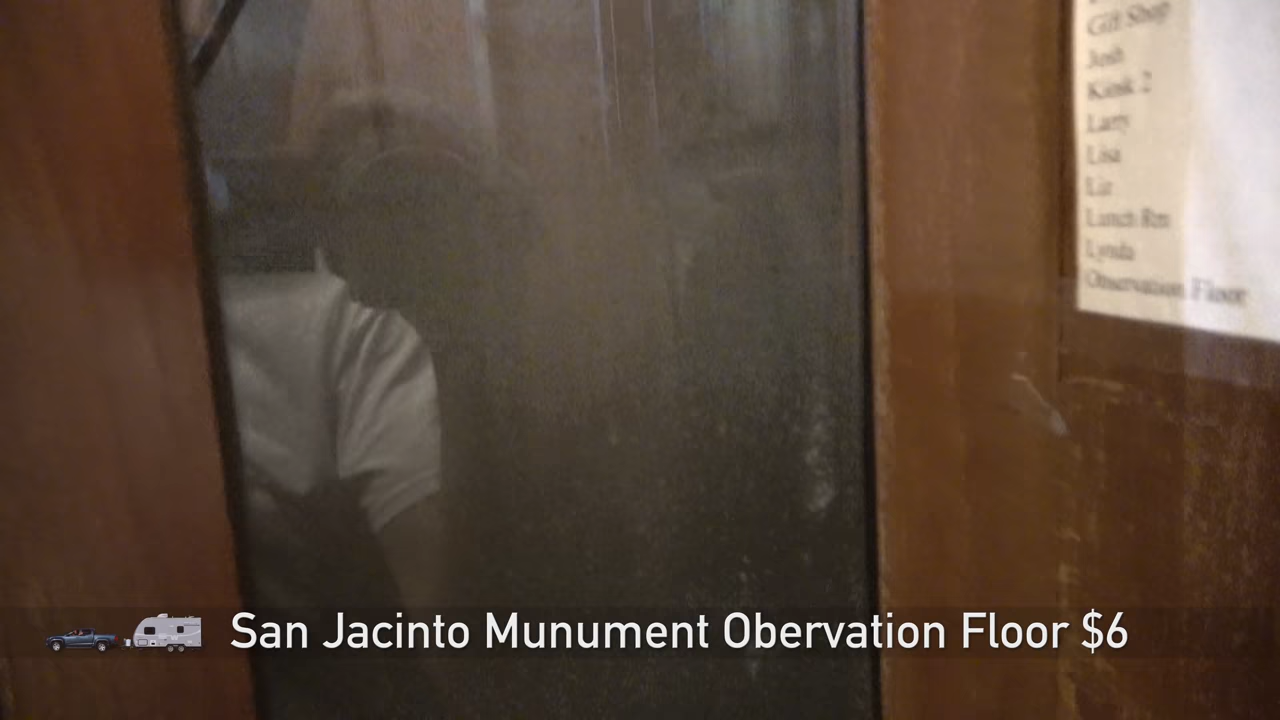 Gift Shop
Josh
Kiosk 2
Larry
Lisa
Liz
Lunch Rm
Lynda
Observation Floor
San Jacinto Munument Obervation Floor $6